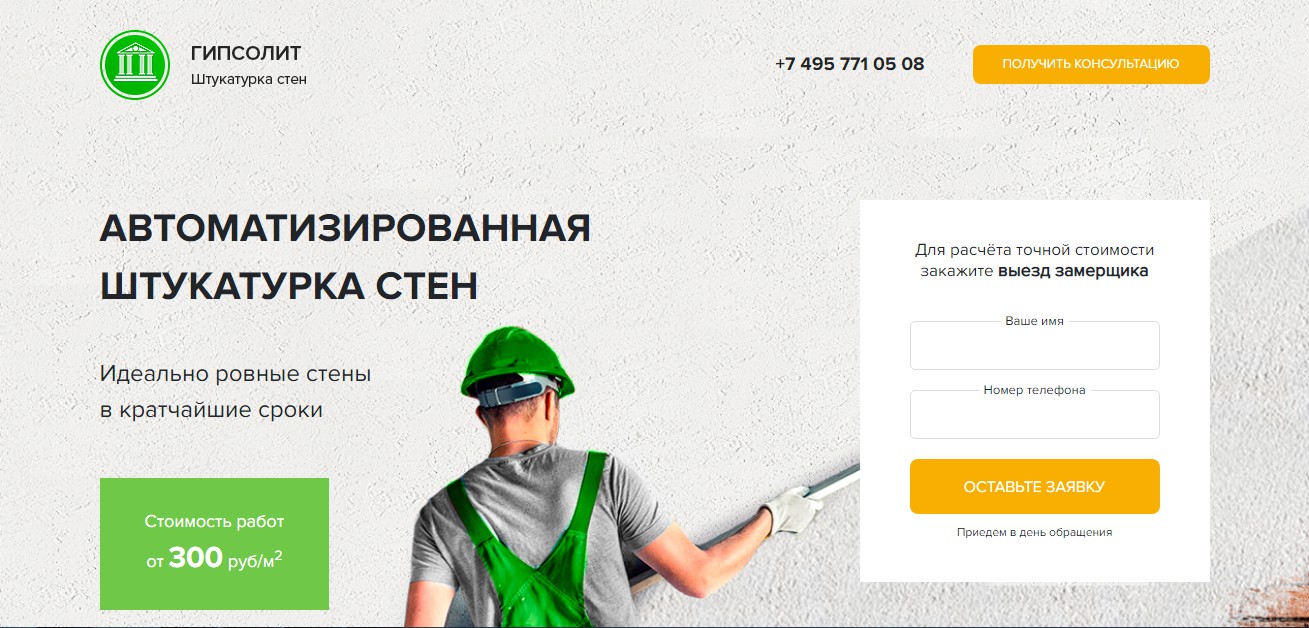 ГИПСОЛИТ
Штукатурка стен
+7 495 771 05 08
ПОЛУЧИТЬ КОНСУЛЬТАЦИЮ
АВТОМАТИЗИРОВАННАЯ
ШТУКАТУРКА СТЕН
Идеально ровные стены
в кратчайшие сроки
Стоимость работ
от 300 руб/м²
Для расчёта точной стоимости
закажите выезд замерщика
Ваше имя
Номер телефона
ОСТАВЬТЕ ЗАЯВКУ
Приедем в день обращения